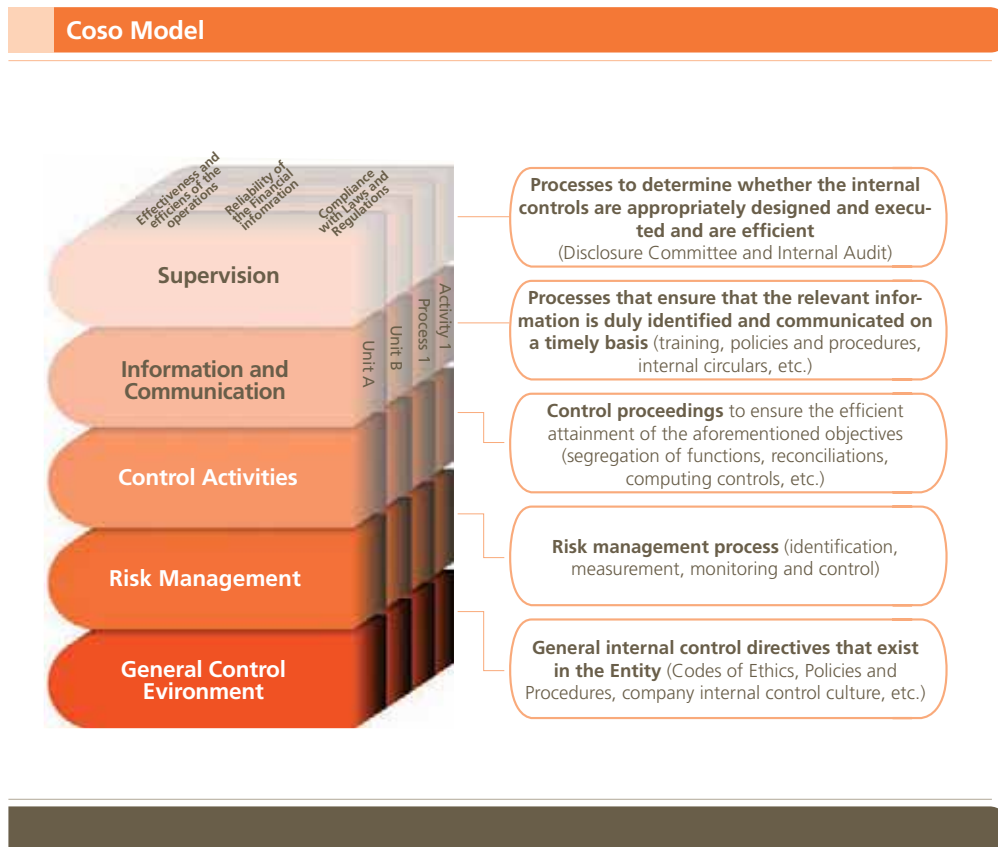 Coso Model
Effectiveness and
efficiens of the
operations
Reliability of
the Financial
infomration
Compliance
with Laws and
Regulations
Supervision
Information and
Communication
Control Activities
Risk Management
General Control
Evironment
Unit A
Unit B
Process 1
Activity 1
Processes to determine whether the internal
controls are appropriately designed and execu-
ted and are efficient
(Disclosure Committee and Internal Audit)
Processes that ensure that the relevant infor-
mation is duly identified and communicated on
a timely basis (training, policies and procedures,
internal circulars, etc.)
Control proceedings to ensure the efficient
attainment of the aforementioned objectives
(segregation of functions, reconciliations,
computing controls, etc.)
Risk management process (identification,
measurement, monitoring and control)
General internal control directives that exist
in the Entity (Codes of Ethics, Policies and
Procedures, company internal control culture, etc.)